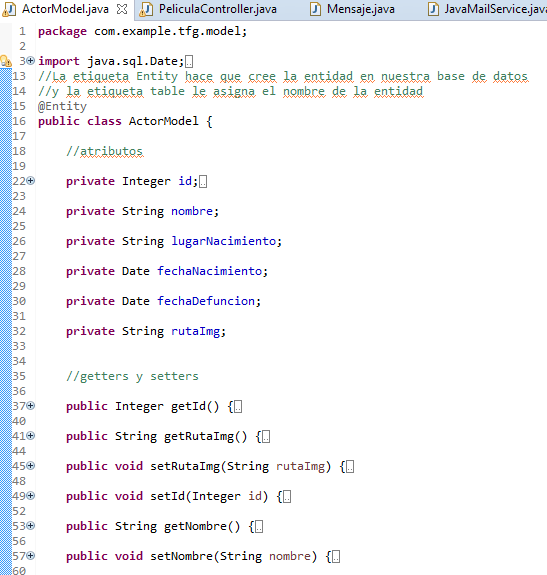 ActorModel.java PeliculaController.java Mensaje.java JavaMailService.java
1 package com.example.tfg.model;
2
3 import java.sql.Date;
13 //La etiqueta Entity hace que cree la entidad en nuestra base de datos
14 //y la etiqueta table le asigna el nombre de la entidad
15 @Entity
16 public class ActorModel {
17
18 //atributos
19
22 private Integer id;
23
24 private String nombre;
25
26 private String lugarNacimiento;
27
28 private Date fechaNacimiento;
29
30 private Date fechaDefuncion;
31
32 private String rutaImg;
33
34
35 //getters y setters
36
37 public Integer getId() {
40
41 public String getRutaImg() {
44
45 public void setRutaImg(String rutaImg) {
48
49 public void setId(Integer id) {
52
53 public String getNombre() {
56
57 public void setNombre(String nombre) {
60